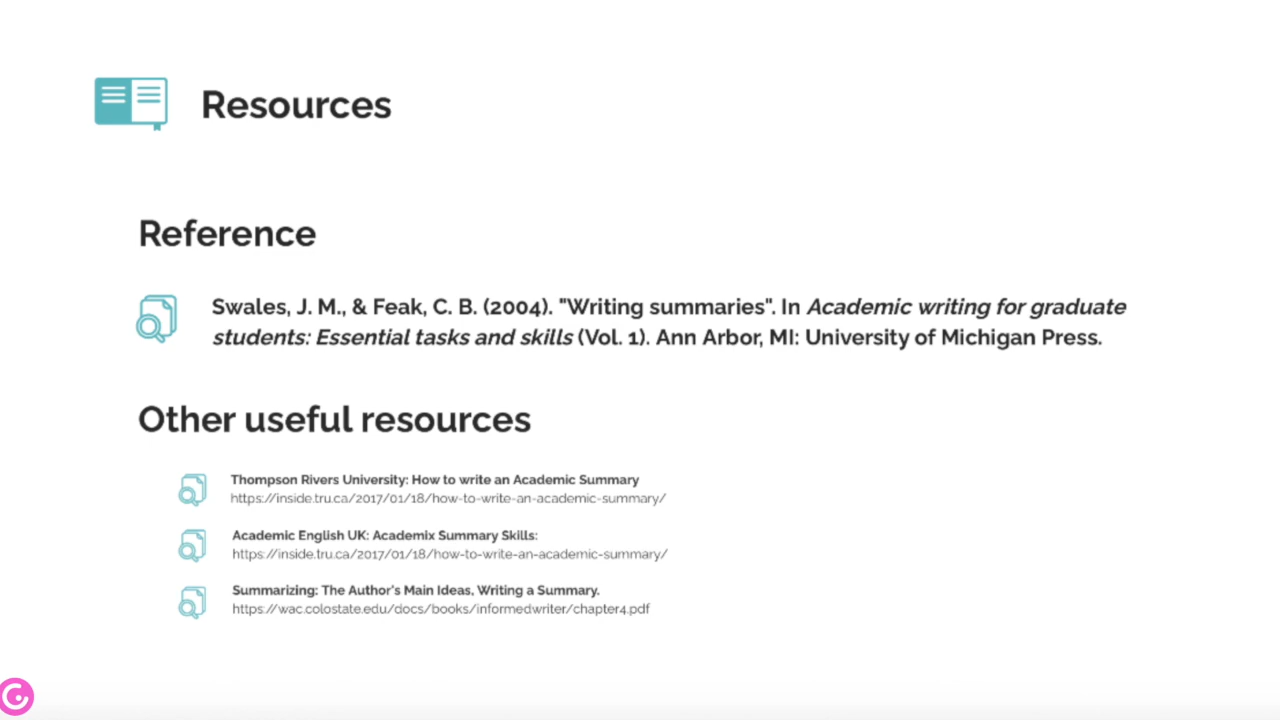 Resources
Reference
Swales, J. M., & Feak, C. B. (2004). "Writing summaries". In Academic writing for graduate
students: Essential tasks and skills (Vol. 1). Ann Arbor, MI: University of Michigan Press.
Other useful resources
Thompson Rivers University: How to write an Academic Summary
https://inside.tru.ca/2017/01/18/how-to-write-an-academic-summary/
Academic English UK: Academix Summary Skills:
https://inside.tru.ca/2017/01/18/how-to-write-an-academic-summary/
Summarizing: The Author's Main Ideas, Writing a Summary.
https://wac.colostate.edu/docs/books/informedwriter/chapter4.pdf